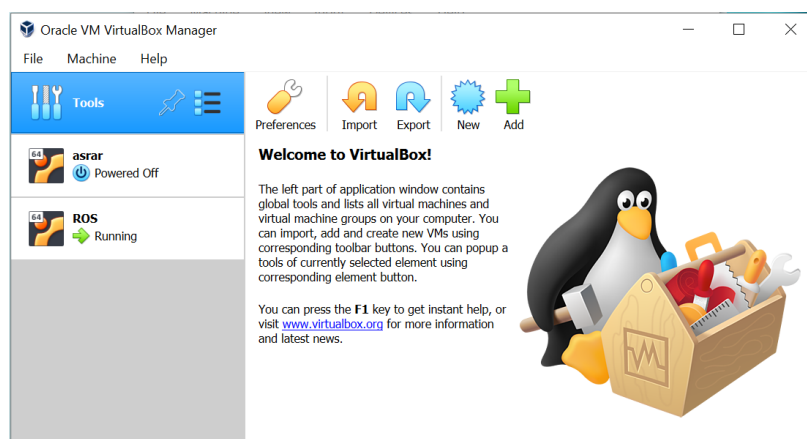 Oracle VM VirtualBox Manager
File Machine Help
Tools
Preferences Import Export New Add
64
asrar
Powered Off
64
ROS
Running
Welcome to VirtualBox!
The left part of application window contains
global tools and lists all virtual machines and
virtual machine groups on your computer. You
can import, add and create new VMs using
corresponding toolbar buttons. You can popup a
tools of currently selected element using
corresponding element button.
You can press the F1 key to get instant help, or
visit www.virtualbox.org for more information
and latest news.